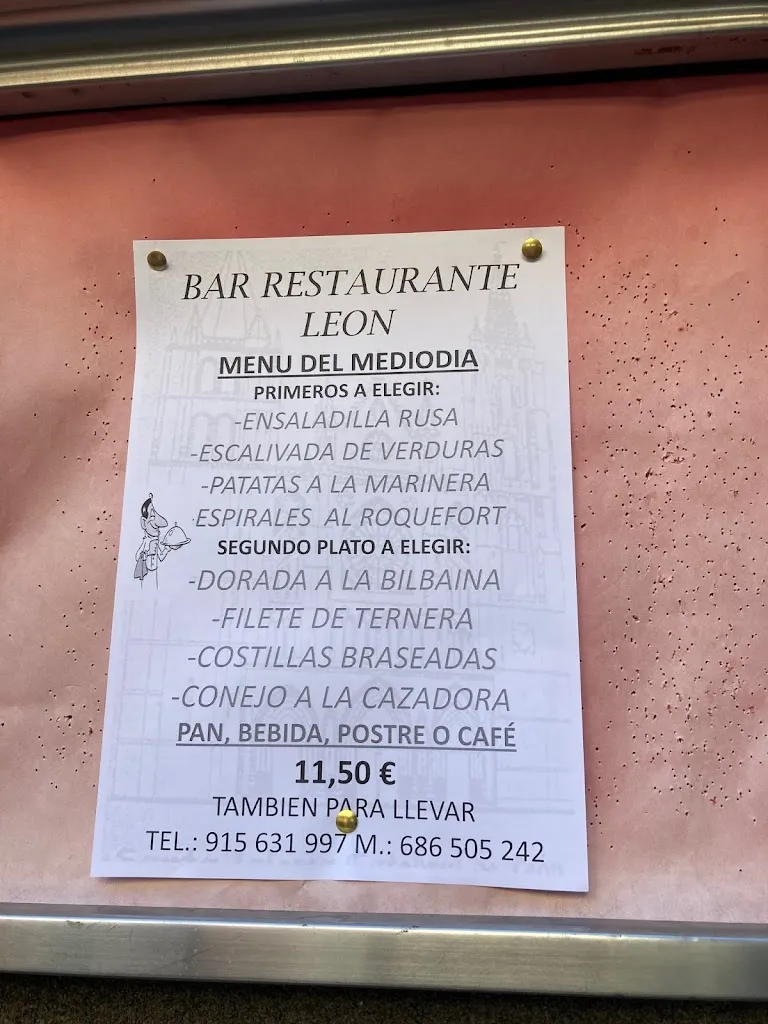 BAR RESTAURANTE
LEON
MENU DEL MEDIODIA
PRIMEROS A ELEGIR:
-ENSALADILLA RUSA
-ESCALIVADA DE VERDURAS
-PATATAS A LA MARINERA
-ESPIRALES AL ROQUEFORT
SEGUNDO PLATO A ELEGIR:
-DORADA A LA BILBAINA
-FILETE DE TERNERA
-COSTILLAS BRASEADAS
-CONEJO A LA CAZADORA
PAN, BEBIDA, POSTRE O CAFÉ
11,50 €
TAMBIEN PARA LLEVAR
TEL.: 915 631 997 M.: 686 505 242